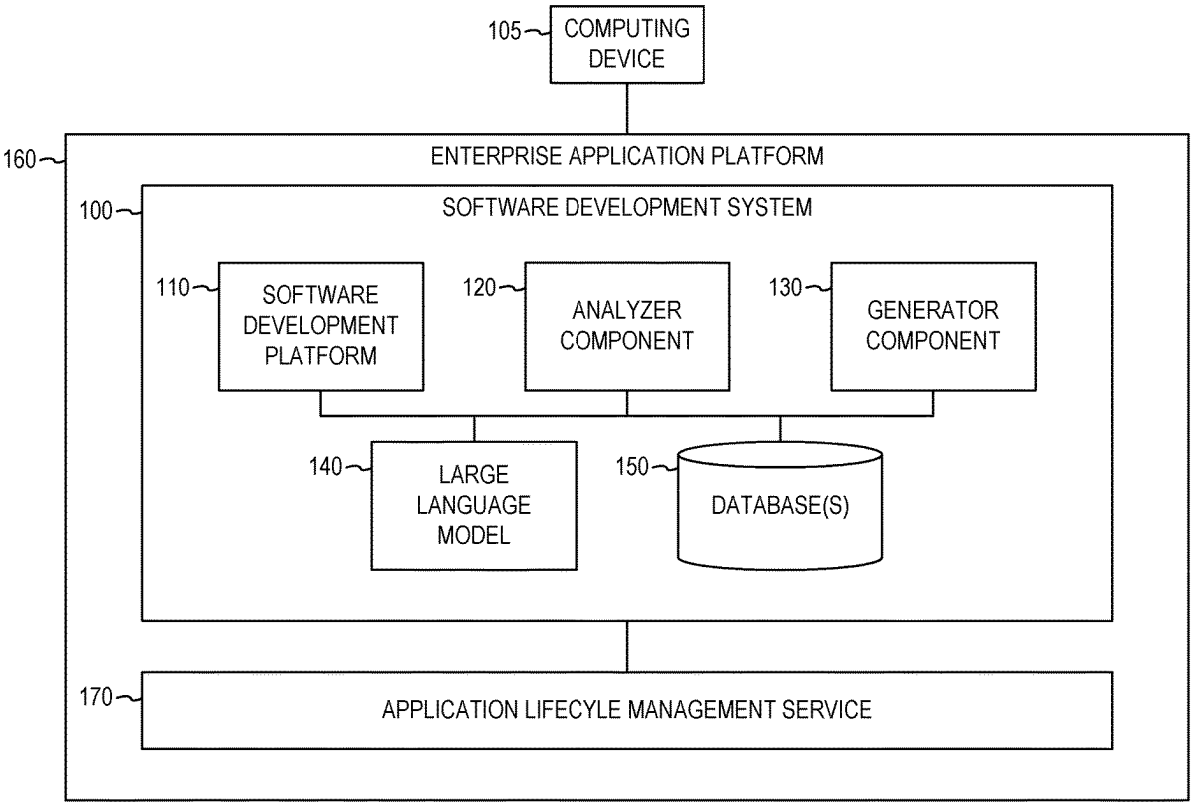 105
COMPUTING
DEVICE
160
ENTERPRISE APPLICATION PLATFORM
100
SOFTWARE DEVELOPMENT SYSTEM
110
SOFTWARE
DEVELOPMENT
PLATFORM
120
ANALYZER
COMPONENT
130
GENERATOR
COMPONENT
140
LARGE
LANGUAGE
MODEL
150
DATABASE(S)
170
APPLICATION LIFECYLE MANAGEMENT SERVICE